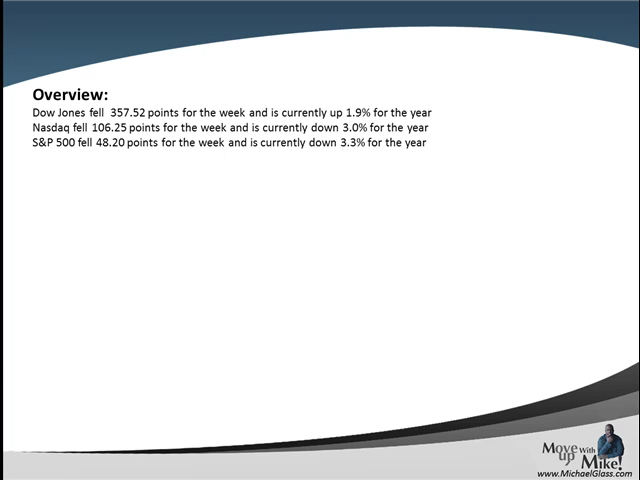 Overview:
Dow Jones fell  357.52 points for the week and is currently up 1.9% for the year
Nasdaq fell 106.25 points for the week and is currently down 3.0% for the year
S&P 500 fell 48.20 points for the week and is currently down 3.3% for the year
Move up With Mike!
www.MichaelGlass.com